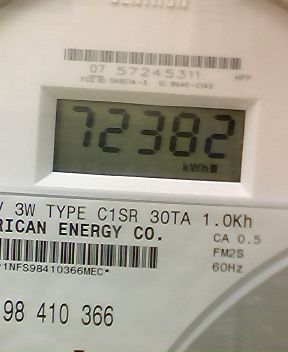 07 57245311
72382
kWh
V 3W TYPE C1SR 30TA 1.0Kh
RICAN ENERGY CO.
CA 0.5
FM2S
60Hz
1NFS98410366MEC*
98 410 366